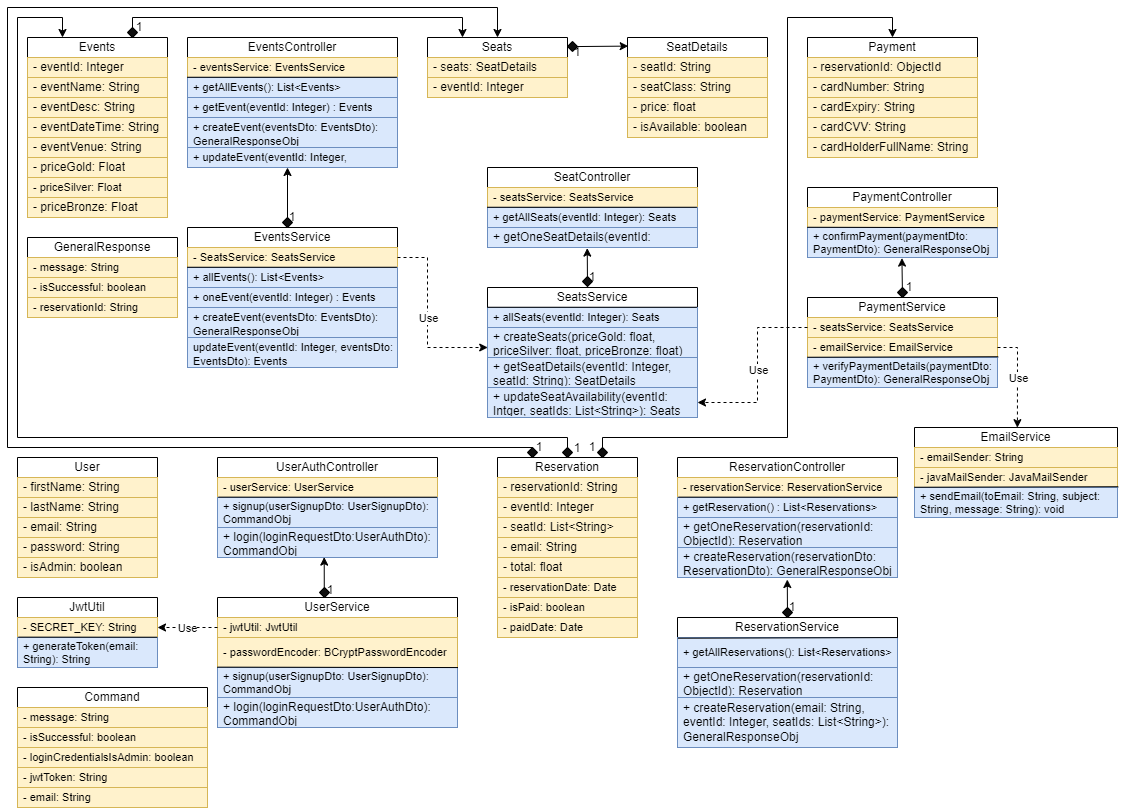 Events
- eventId: Integer
- eventName: String
- eventDesc: String
- eventDateTime: String
- eventVenue: String
- priceGold: Float
- priceSilver: Float
- priceBronze: Float
1
EventsController
- eventsService: EventsService
+ getAllEvents(): List<Events>
+ getEvent(eventId: Integer) : Events
+ createEvent(eventsDto: EventsDto):
GeneralResponseObj
+ updateEvent(eventId: Integer,
1
Seats
- seats: SeatDetails
- eventId: Integer
1
SeatDetails
- seatId: String
- seatClass: String
- price: float
- isAvailable: boolean
Payment
- reservationId: ObjectId
- cardNumber: String
- cardExpiry: String
- cardCVV: String
- cardHolderFullName: String
GeneralResponse
- message: String
- isSuccessful: boolean
- reservationId: String
EventsService
- SeatsService: SeatsService
+ allEvents(): List<Events>
+ oneEvent(eventId: Integer) : Events
+ createEvent(eventsDto: EventsDto):
GeneralResponseObj
updateEvent(eventId: Integer, eventsDto:
EventsDto): Events
Use
SeatController
- seatsService: SeatsService
+ getAllSeats(eventId: Integer): Seats
+ getOneSeatDetails(eventId:
1
SeatsService
+ allSeats(eventId: Integer): Seats
+ createSeats(priceGold: float,
priceSilver: float, priceBronze: float)
+ getSeatDetails(eventId: Integer,
seatId: String): SeatDetails
+ updateSeatAvailability(eventId:
Intger, seatIds: List<String>): Seats
Use
PaymentController
- paymentService: PaymentService
+ confirmPayment(paymentDto:
PaymentDto): GeneralResponseObj
1
PaymentService
- seatsService: SeatsService
- emailService: EmailService
+ verifyPaymentDetails(paymentDto:
PaymentDto): GeneralResponseObj
Use
EmailService
- emailSender: String
- javaMailSender: JavaMailSender
+ sendEmail(toEmail: String, subject:
String, message: String): void
User
- firstName: String
- lastName: String
- email: String
- password: String
- isAdmin: boolean
UserAuthController
- userService: UserService
+ signup(userSignupDto: UserSignupDto):
CommandObj
+ login(loginRequestDto:UserAuthDto):
CommandObj
1
1
1
1
Reservation
- reservationId: String
- eventId: Integer
- seatId: List<String>
- email: String
- total: float
- reservationDate: Date
- isPaid: boolean
- paidDate: Date
ReservationController
- reservationService: ReservationService
+ getReservation() : List<Reservations>
+ getOneReservation(reservationId:
ObjectId): Reservation
+ createReservation(reservationDto:
ReservationDto): GeneralResponseObj
1
JwtUtil
- SECRET_KEY: String
+ generateToken(email:
String): String
Use
UserService
- jwtUtil: JwtUtil
- passwordEncoder: BCryptPasswordEncoder
+ signup(userSignupDto: UserSignupDto):
CommandObj
+ login(loginRequestDto:UserAuthDto):
CommandObj
ReservationService
+ getAllReservations(): List<Reservations>
+ getOneReservation(reservationId:
ObjectId): Reservation
+ createReservation(email: String,
eventId: Integer, seatIds: List<String>):
GeneralResponseObj
Command
- message: String
- isSuccessful: boolean
- loginCredentialsIsAdmin: boolean
- jwtToken: String
- email: String